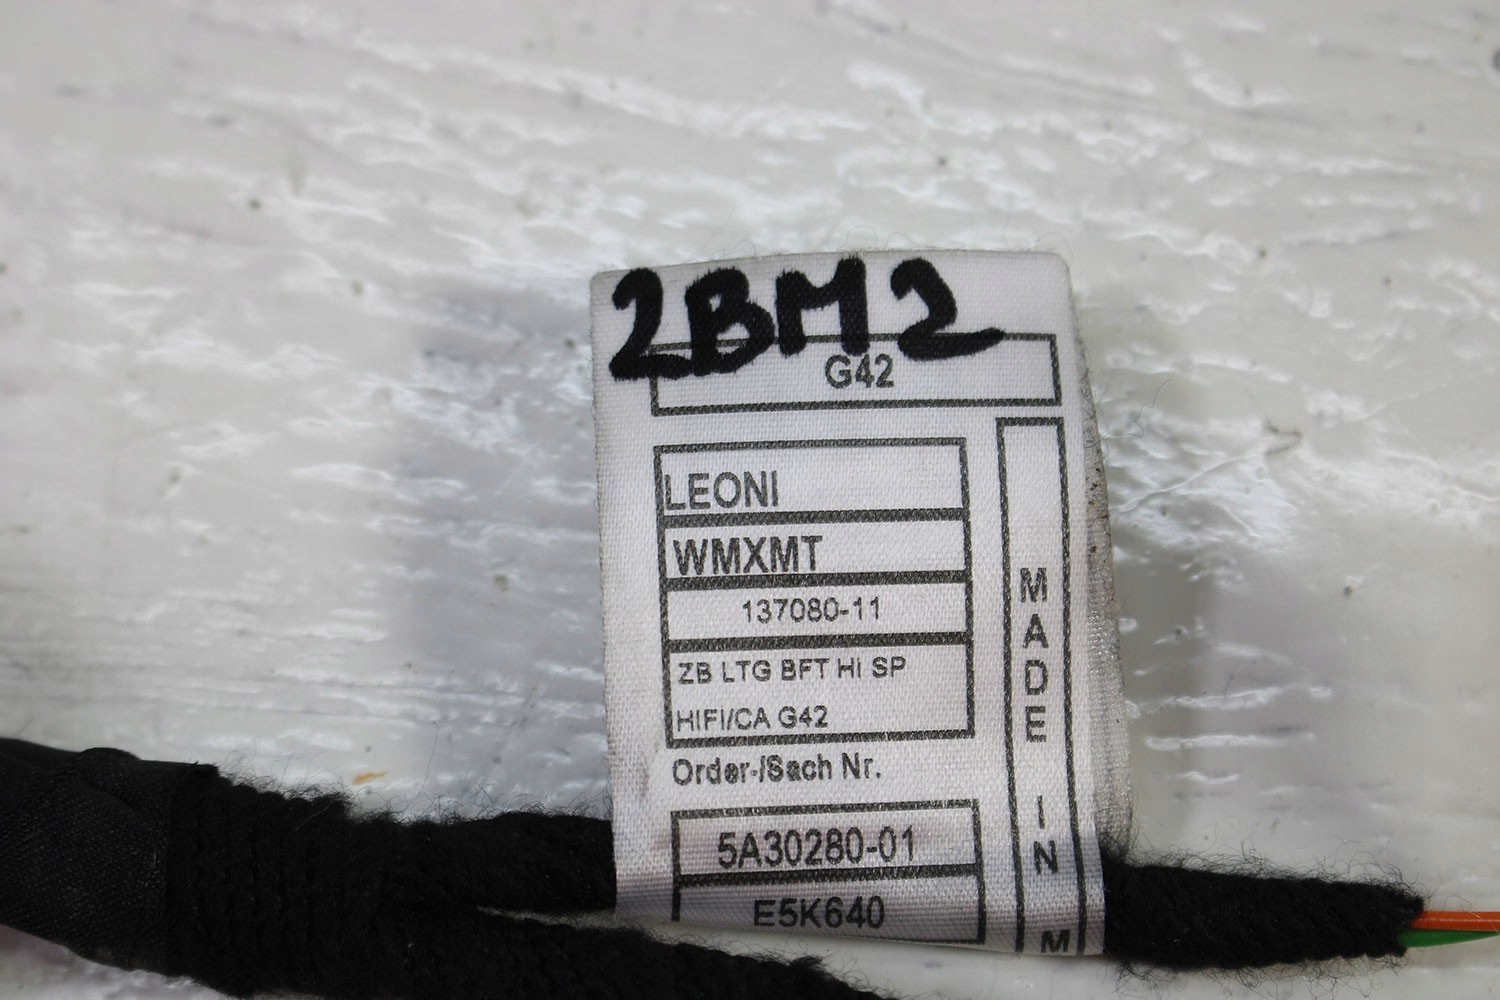 2BM2
G42
LEONI
WMXMT
137080-11
ZB LTG BFT HI SP
HIFI/CA G42
Order-/Sach Nr.
5A30280-01
E5K640
MADE IN M